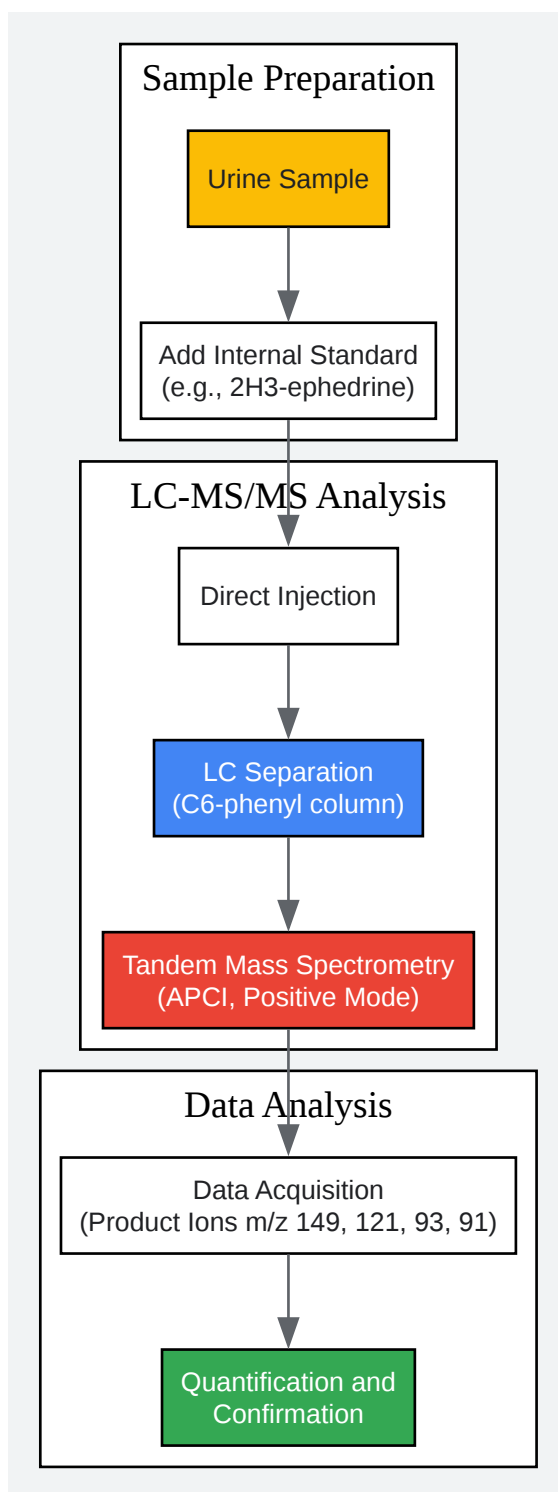 Sample Preparation
Urine Sample
Add Internal Standard
(e.g., 2H3-ephedrine)
LC-MS/MS Analysis
Direct Injection
LC Separation
(C6-phenyl column)
Tandem Mass Spectrometry
(APCI, Positive Mode)
Data Analysis
Data Acquisition
(Product Ions m/z 149, 121, 93, 91)
Quantification and
Confirmation